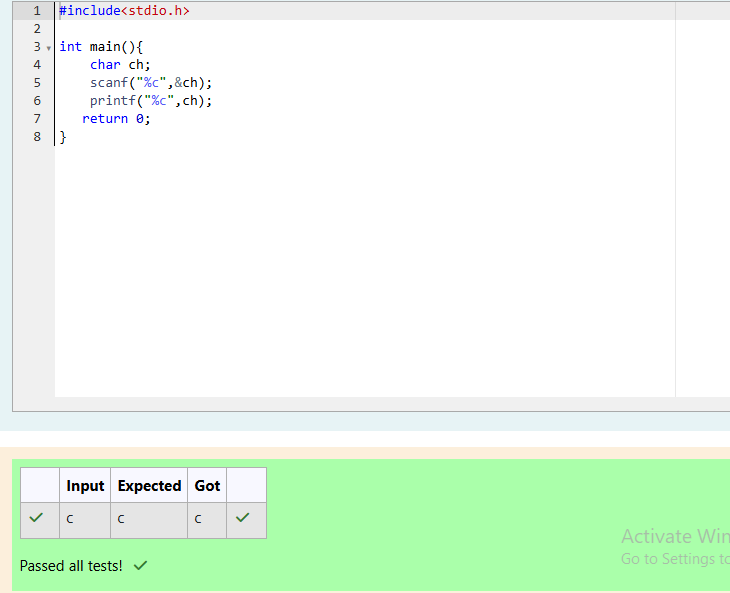 1 #include<stdio.h>
2
3 int main(){
4     char ch;
5     scanf("%c",&ch);
6     printf("%c",ch);
7    return 0;
8 }
Input Expected Got
c c c
Passed all tests!
Activate Win
Go to Settings to